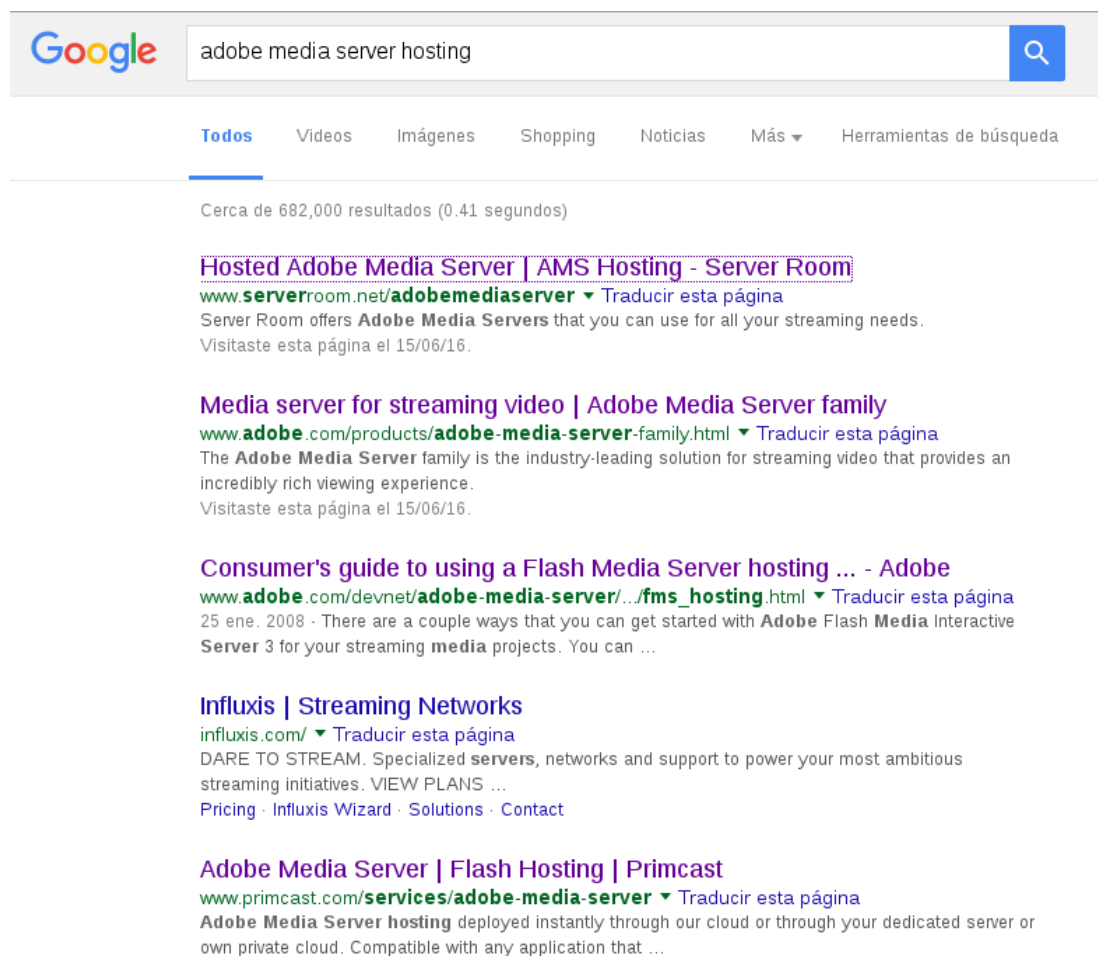 Google adobe media server hosting
Todos Videos Imágenes Shopping Noticias Más Herramientas de búsqueda
Cerca de 682,000 resultados (0.41 segundos)
Hosted Adobe Media Server | AMS Hosting - Server Room
www.serverroom.net/adobemediaserver Traducir esta página
Server Room offers Adobe Media Servers that you can use for all your streaming needs.
Visitaste esta página el 15/06/16.
Media server for streaming video | Adobe Media Server family
www.adobe.com/products/adobe-media-server-family.html Traducir esta página
The Adobe Media Server family is the industry-leading solution for streaming video that provides an
incredibly rich viewing experience.
Visitaste esta página el 15/06/16.
Consumer's guide to using a Flash Media Server hosting ... - Adobe
www.adobe.com/devnet/adobe-media-server/.../fms_hosting.html Traducir esta página
25 ene. 2008 - There are a couple ways that you can get started with Adobe Flash Media Interactive
Server 3 for your streaming media projects. You can ...
Influxis | Streaming Networks
influxis.com/ Traducir esta página
DARE TO STREAM. Specialized servers, networks and support to power your most ambitious
streaming initiatives. VIEW PLANS ...
Pricing · Influxis Wizard · Solutions · Contact
Adobe Media Server | Flash Hosting | Primcast
www.primcast.com/services/adobe-media-server Traducir esta página
Adobe Media Server hosting deployed instantly through our cloud or through your dedicated server or
own private cloud. Compatible with any application that ...